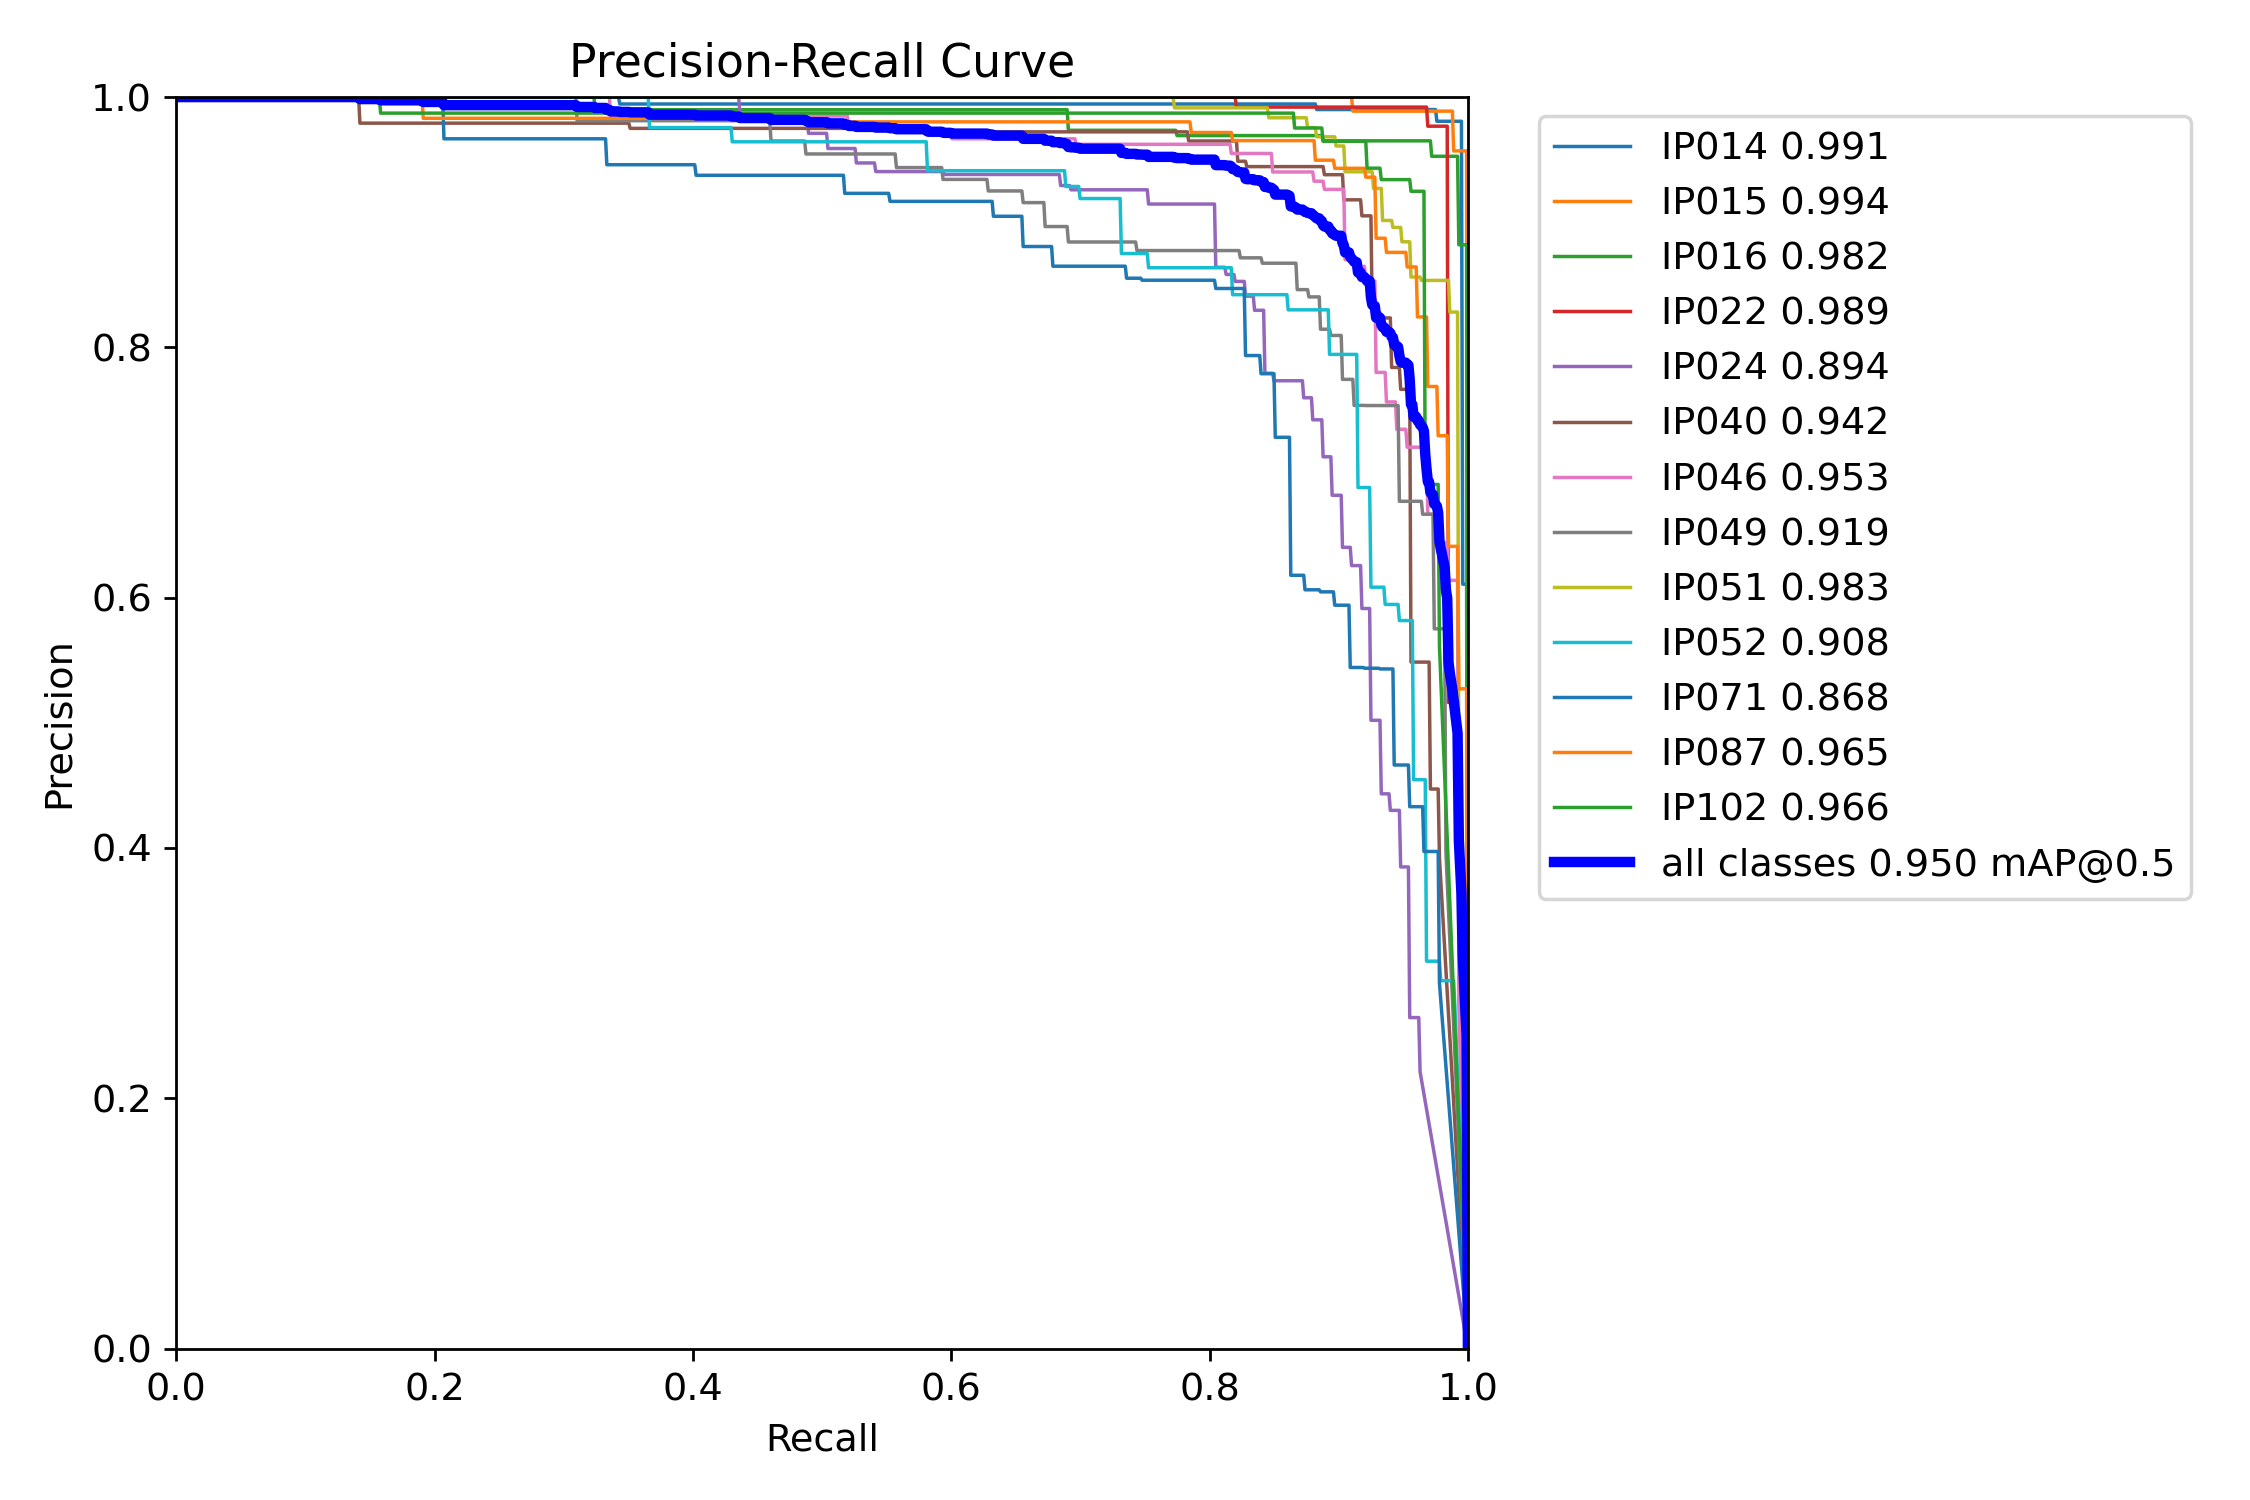 Precision-Recall Curve
1.0
0.8
0.6
0.4
0.2
0.0
Precision
0.0 0.2 0.4 0.6 0.8 1.0
Recall
IP014 0.991
IP015 0.994
IP016 0.982
IP022 0.989
IP024 0.894
IP040 0.942
IP046 0.953
IP049 0.919
IP051 0.983
IP052 0.908
IP071 0.868
IP087 0.965
IP102 0.966
all classes 0.950 mAP@0.5